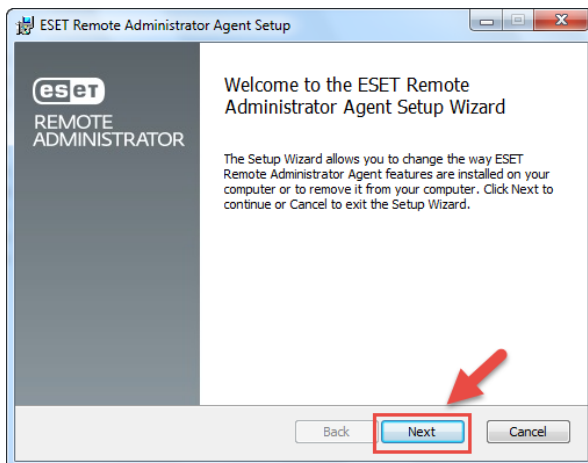 ESET Remote Administrator Agent Setup
eset
REMOTE
ADMINISTRATOR
Welcome to the ESET Remote
Administrator Agent Setup Wizard
The Setup Wizard allows you to change the way ESET
Remote Administrator Agent features are installed on your
computer or to remove it from your computer. Click Next to
continue or Cancel to exit the Setup Wizard.
Back Next Cancel